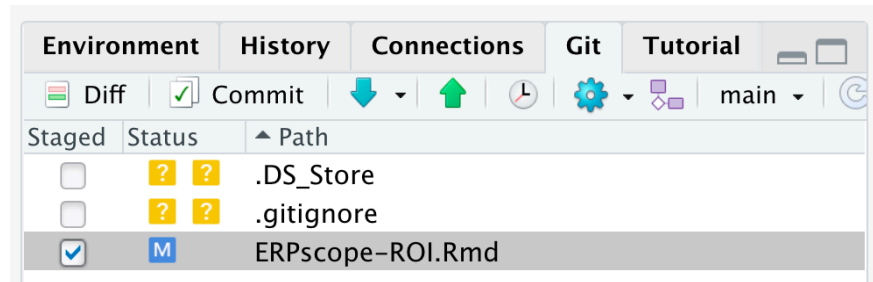 Environment History Connections Git Tutorial
Diff Commit main
Staged Status Path
? ? .DS_Store
? ? .gitignore
M ERPscope-ROI.Rmd